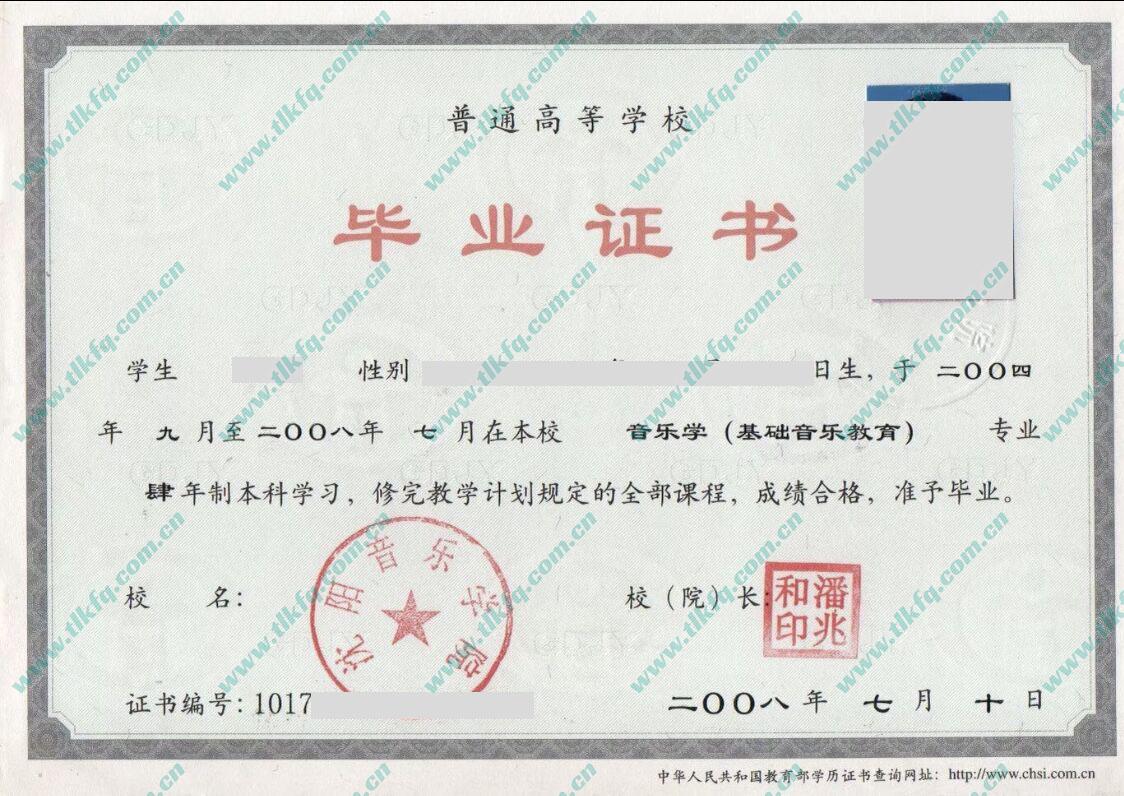 普通高等学校
毕业证书
学生 性别 日生，于 二〇〇四
年 九 月至 二〇〇八年 七 月在本校 音乐学（基础音乐教育） 专业
肆 年制本科学习，修完教学计划规定的全部课程，成绩合格，准予毕业。
校 名：
沈阳音乐学院
校（院）长：
潘兆和印
证书编号：1017
二〇〇八 年 七 月 十 日
中华人民共和国教育部学历证书查询网址：http://www.chsi.com.cn
www.tlkfq.com.cn